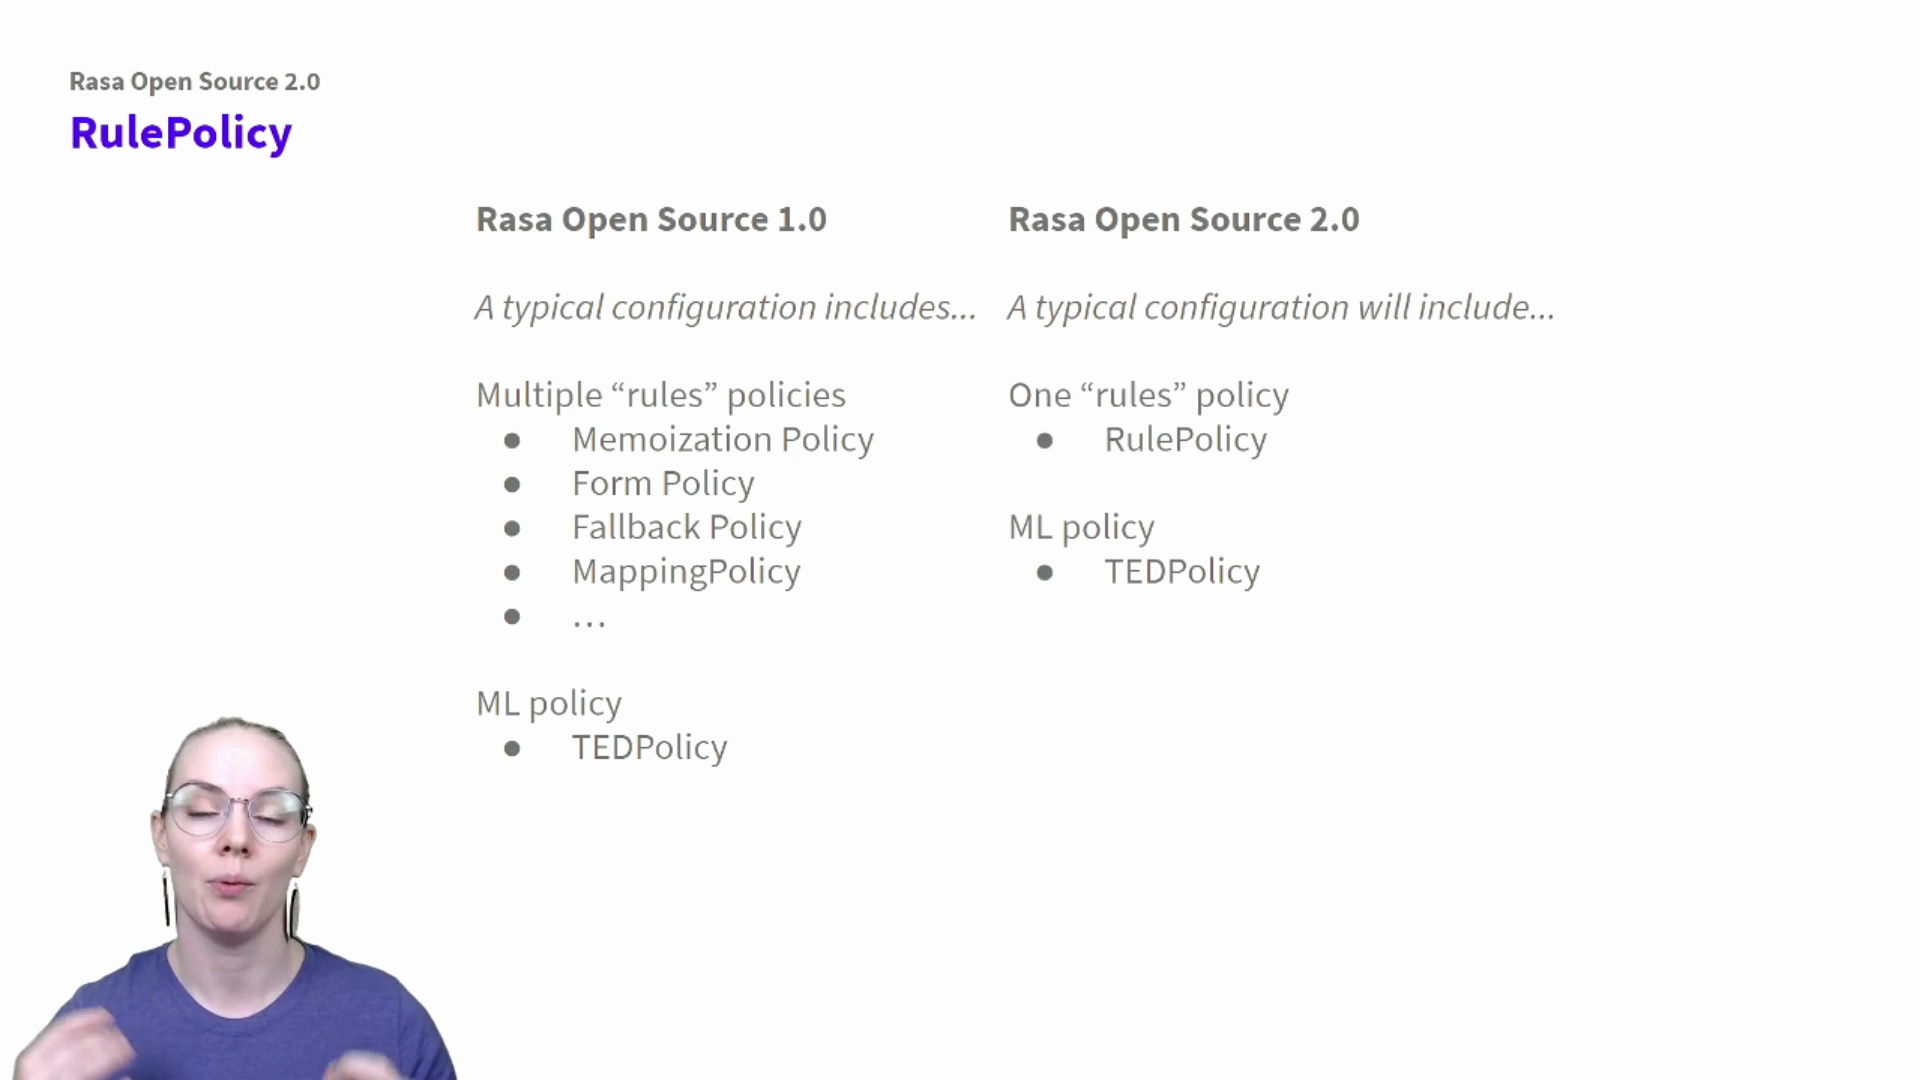 Rasa Open Source 2.0
RulePolicy
Rasa Open Source 1.0
A typical configuration includes...
Multiple “rules” policies
● Memoization Policy
● Form Policy
● Fallback Policy
● MappingPolicy
● …
ML policy
● TEDPolicy
Rasa Open Source 2.0
A typical configuration will include...
One “rules” policy
● RulePolicy
ML policy
● TEDPolicy